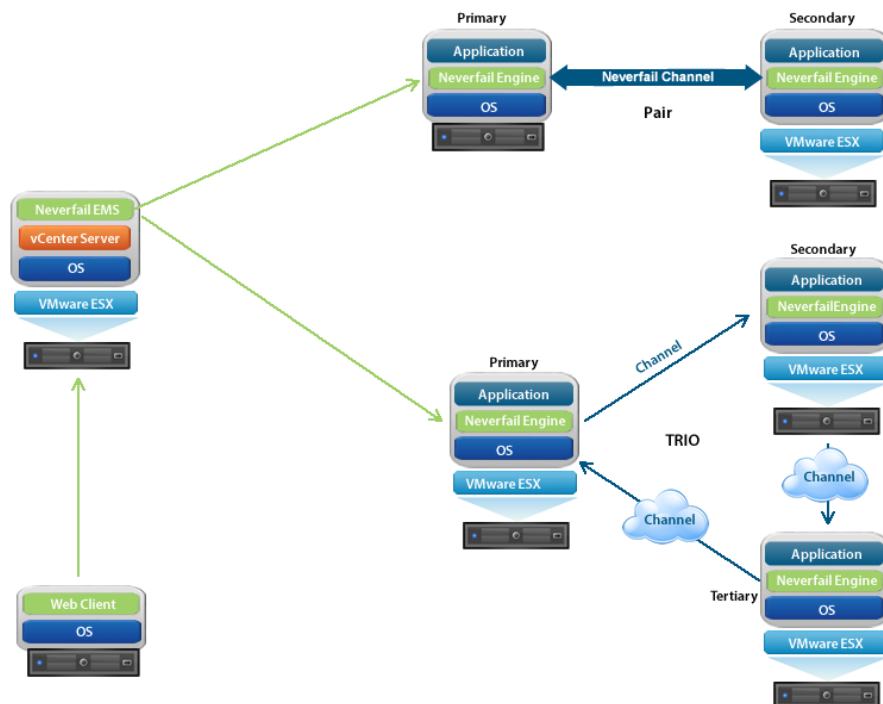 Primary
Application
Neverfail Engine
OS
Neverfail Channel
Pair
Secondary
Application
Neverfail Engine
OS
VMware ESX
Neverfail EMS
vCenter Server
OS
VMware ESX
Web Client
OS
Primary
Application
Neverfail Engine
OS
VMware ESX
Channel
TRIO
Secondary
Application
NeverfailEngine
OS
VMware ESX
Channel
Channel
Tertiary
Application
Neverfail Engine
OS
VMware ESX